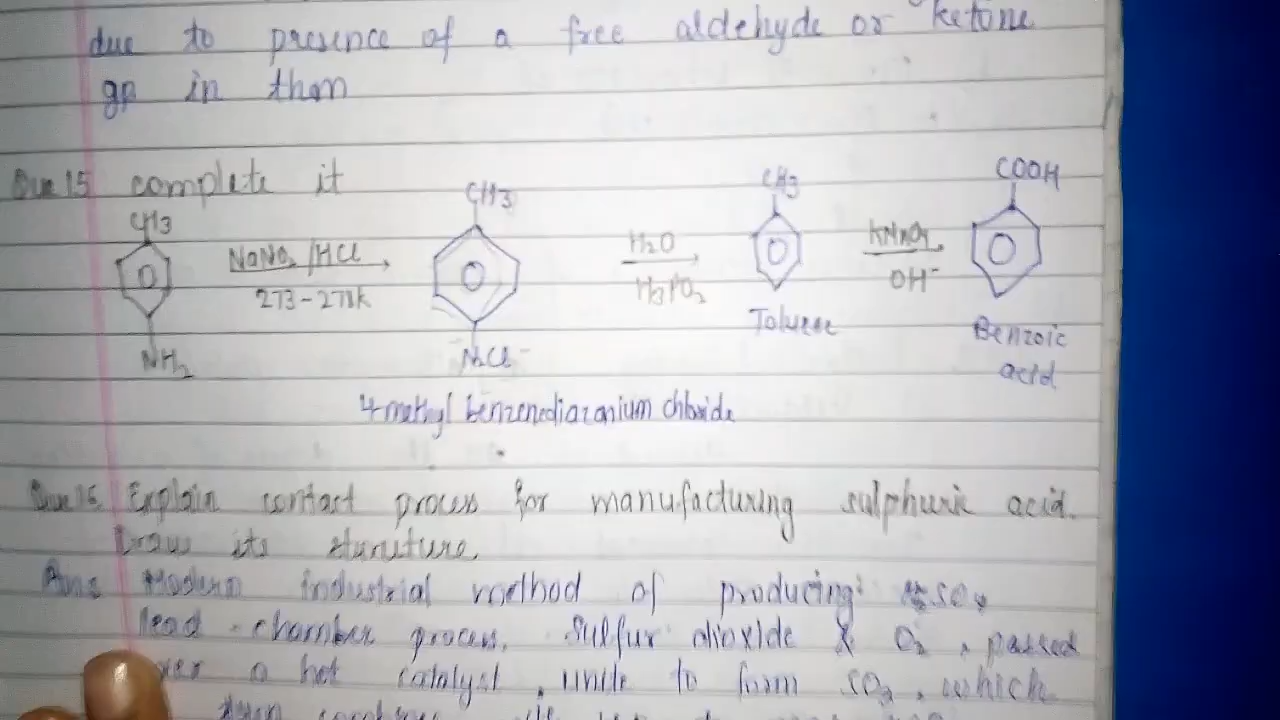 due to presence of a free aldehyde or ketone
gp in them
Que 15 complete it
CH3 CH3 CH3 COOH
NaNO2/HCl H2O KMnO4
273-278k H3PO2 OH-
NH2 N2Cl- Toluene Benzoic
acid
4-methyl benzenediazonium chloride
Que 16 Explain contact process for manufacturing sulphuric acid.
Draw its struture.
Ans Modern industrial method of producing H2SO4
lead-chamber process. Sulfur dioxide & O2, passed
over a hot catalyst, unite to form SO3, which